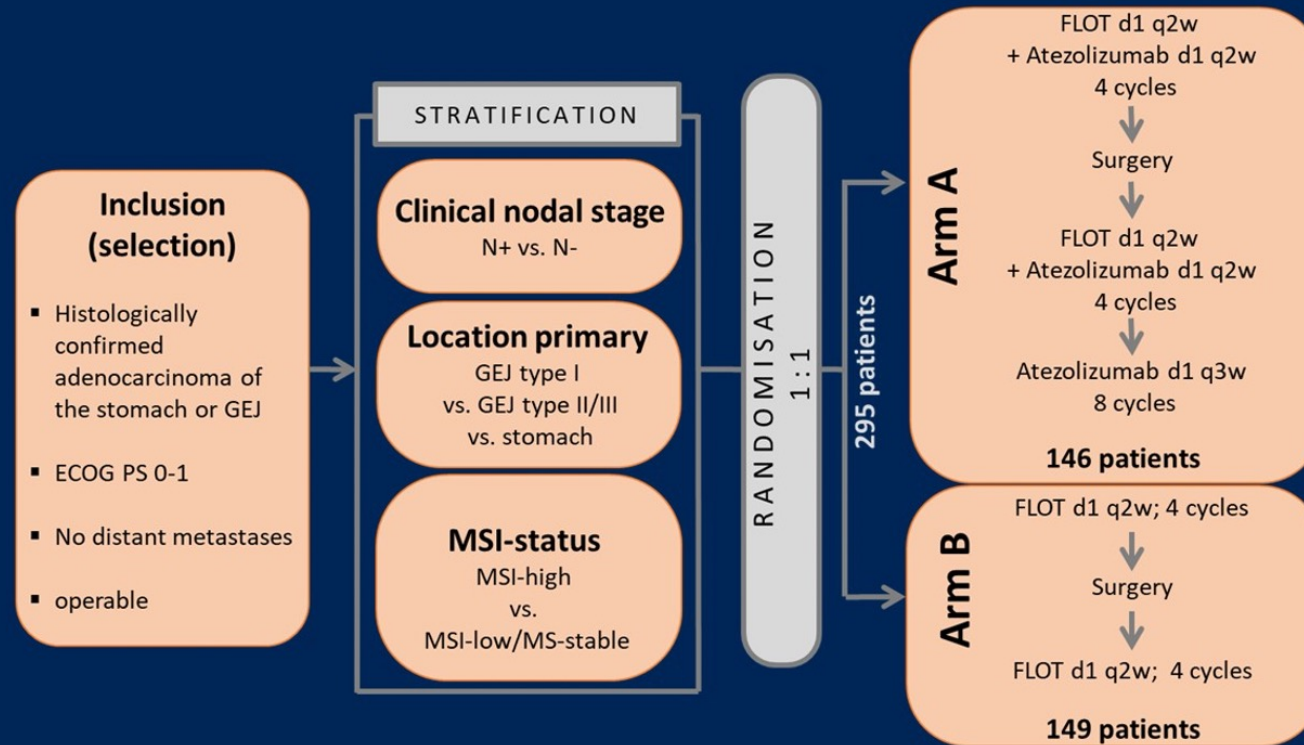 Inclusion
(selection)
▪ Histologically
confirmed
adenocarcinoma of
the stomach or GEJ
▪ ECOG PS 0-1
▪ No distant metastases
▪ operable
STRATIFICATION
Clinical nodal stage
N+ vs. N-
Location primary
GEJ type I
vs. GEJ type II/III
vs. stomach
MSI-status
MSI-high
vs.
MSI-low/MS-stable
RANDOMISATION
1:1
295 patients
Arm A
FLOT d1 q2w
+ Atezolizumab d1 q2w
4 cycles
Surgery
FLOT d1 q2w
+ Atezolizumab d1 q2w
4 cycles
Atezolizumab d1 q3w
8 cycles
146 patients
Arm B
FLOT d1 q2w; 4 cycles
Surgery
FLOT d1 q2w; 4 cycles
149 patients